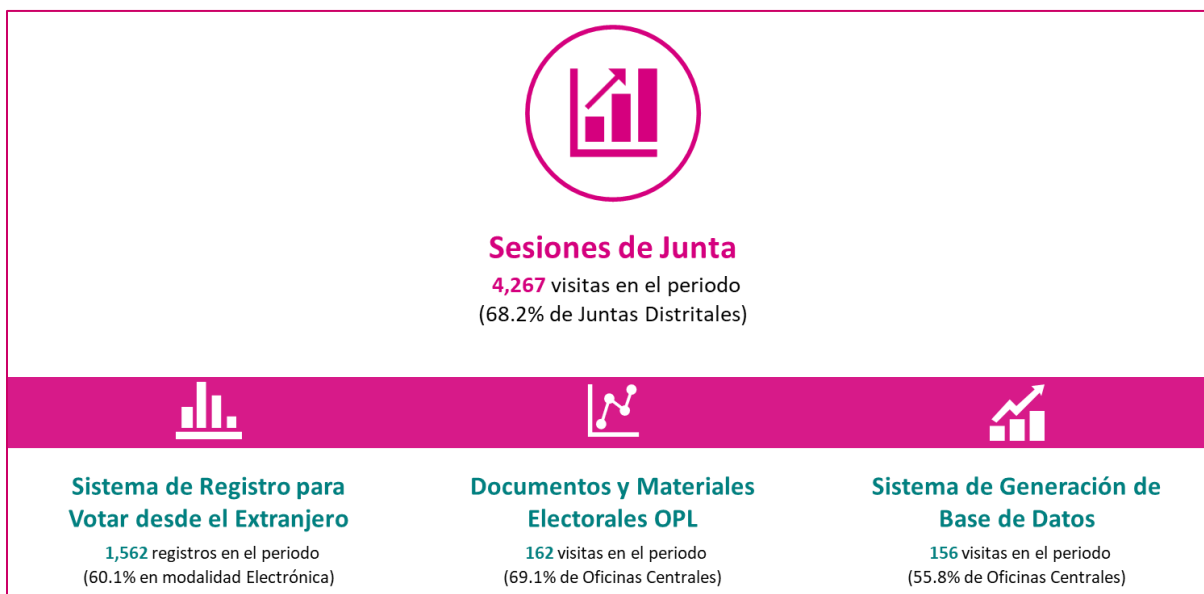 Sesiones de Junta
4,267 visitas en el periodo
(68.2% de Juntas Distritales)
Sistema de Registro para
Votar desde el Extranjero
1,562 registros en el periodo
(60.1% en modalidad Electrónica)
Documentos y Materiales
Electorales OPL
162 visitas en el periodo
(69.1% de Oficinas Centrales)
Sistema de Generación de
Base de Datos
156 visitas en el periodo
(55.8% de Oficinas Centrales)